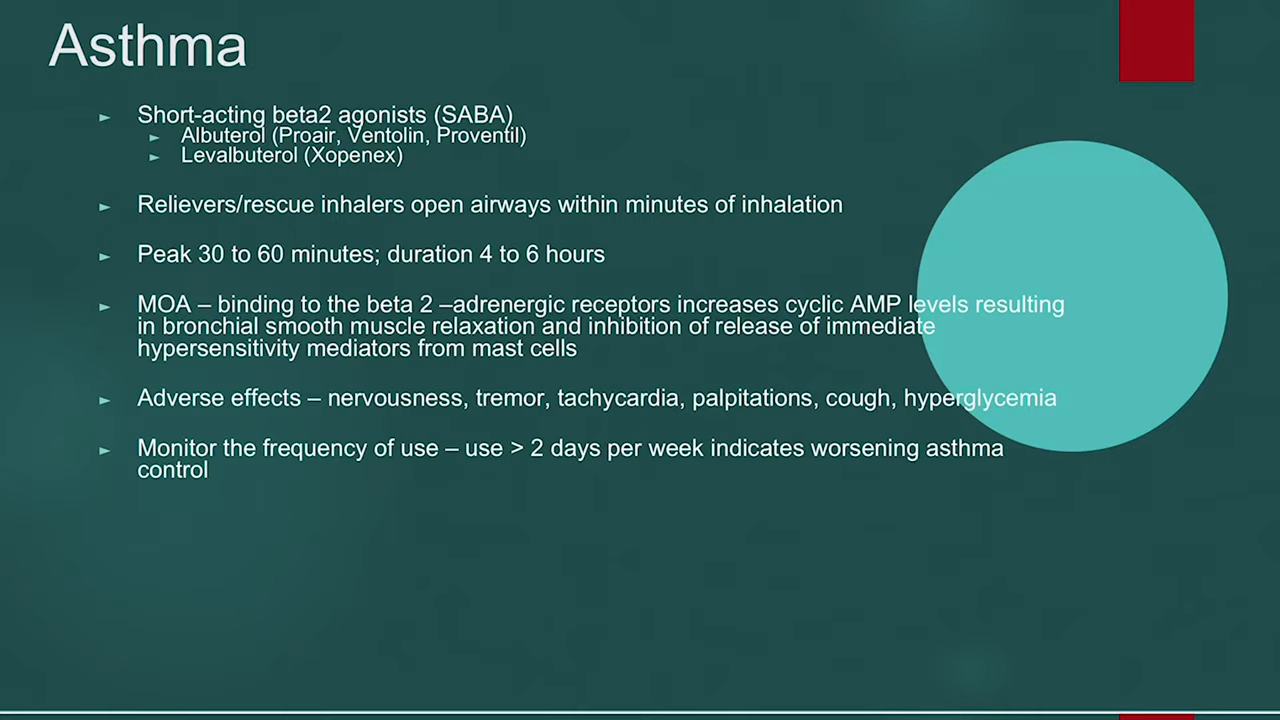 Asthma
► Short-acting beta2 agonists (SABA)
► Albuterol (Proair, Ventolin, Proventil)
► Levalbuterol (Xopenex)
► Relievers/rescue inhalers open airways within minutes of inhalation
► Peak 30 to 60 minutes; duration 4 to 6 hours
► MOA – binding to the beta 2 –adrenergic receptors increases cyclic AMP levels resulting
in bronchial smooth muscle relaxation and inhibition of release of immediate
hypersensitivity mediators from mast cells
► Adverse effects – nervousness, tremor, tachycardia, palpitations, cough, hyperglycemia
► Monitor the frequency of use – use > 2 days per week indicates worsening asthma
control